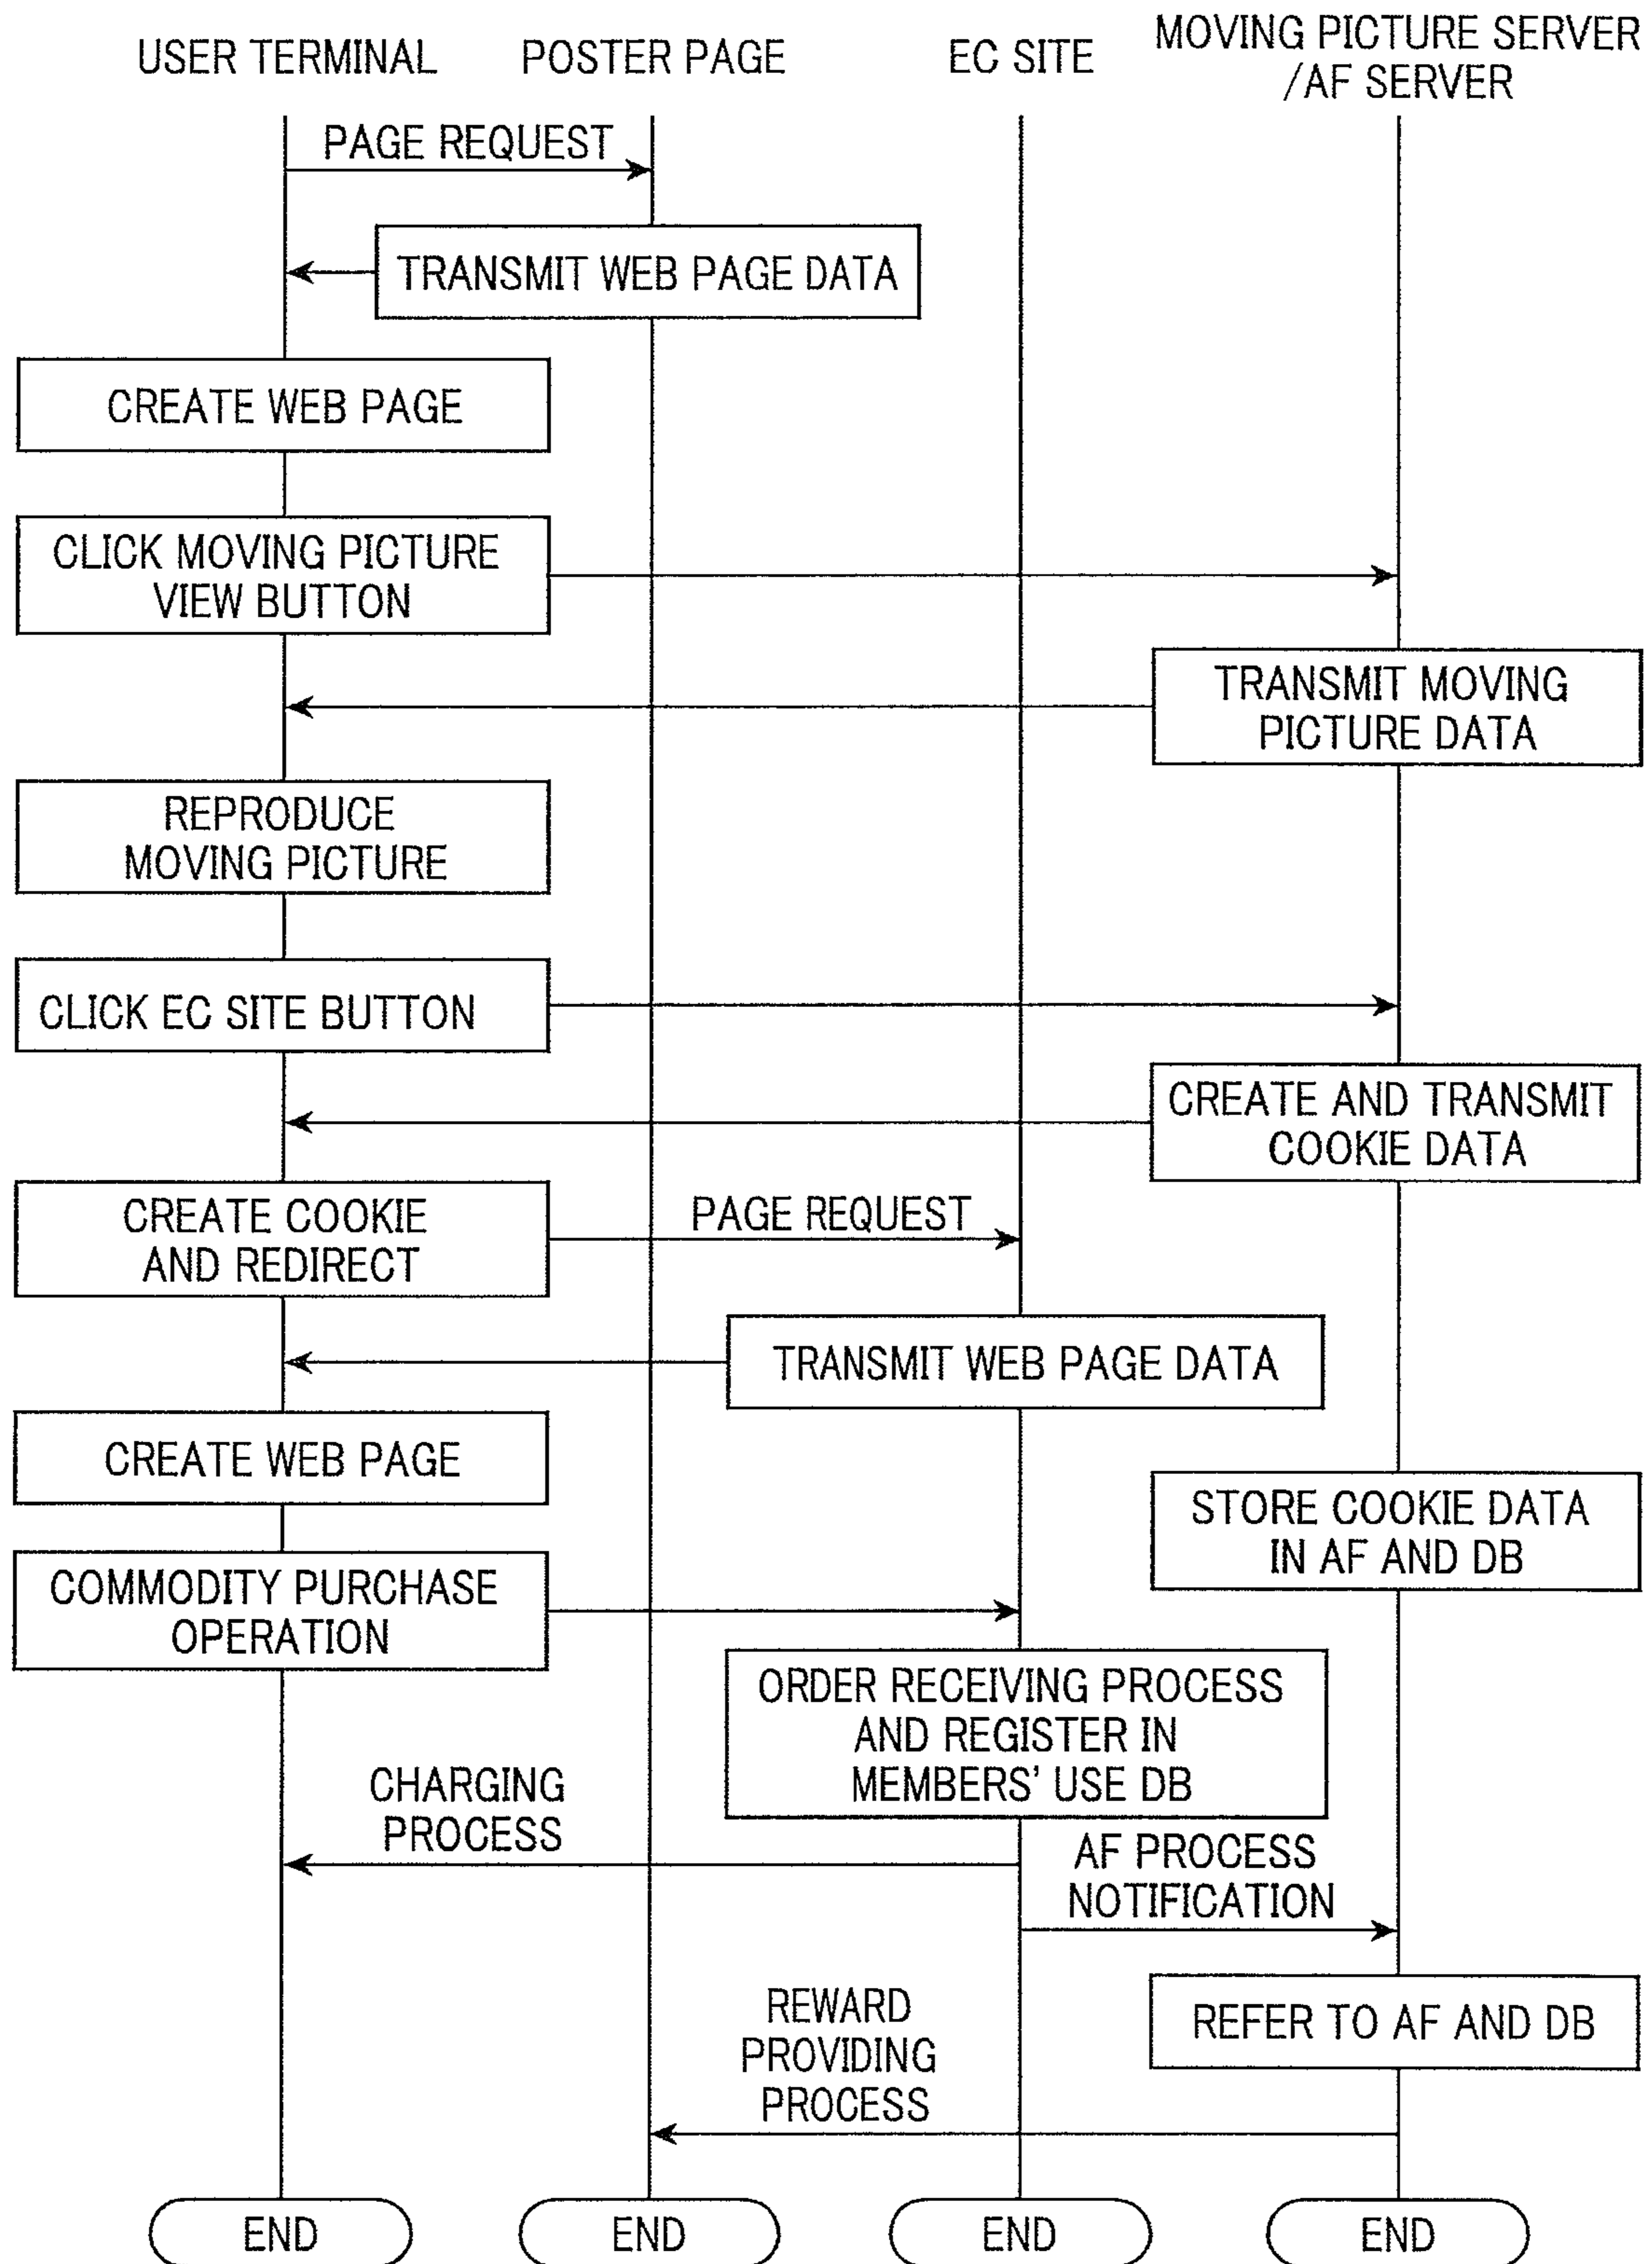 USER TERMINAL
POSTER PAGE
EC SITE
MOVING PICTURE SERVER
/AF SERVER
PAGE REQUEST
TRANSMIT WEB PAGE DATA
CREATE WEB PAGE
CLICK MOVING PICTURE
VIEW BUTTON
TRANSMIT MOVING
PICTURE DATA
REPRODUCE
MOVING PICTURE
CLICK EC SITE BUTTON
CREATE AND TRANSMIT
COOKIE DATA
CREATE COOKIE
AND REDIRECT
PAGE REQUEST
TRANSMIT WEB PAGE DATA
CREATE WEB PAGE
STORE COOKIE DATA
IN AF AND DB
COMMODITY PURCHASE
OPERATION
ORDER RECEIVING PROCESS
AND REGISTER IN
MEMBERS' USE DB
CHARGING
PROCESS
AF PROCESS
NOTIFICATION
REFER TO AF AND DB
REWARD
PROVIDING
PROCESS
END
END
END
END